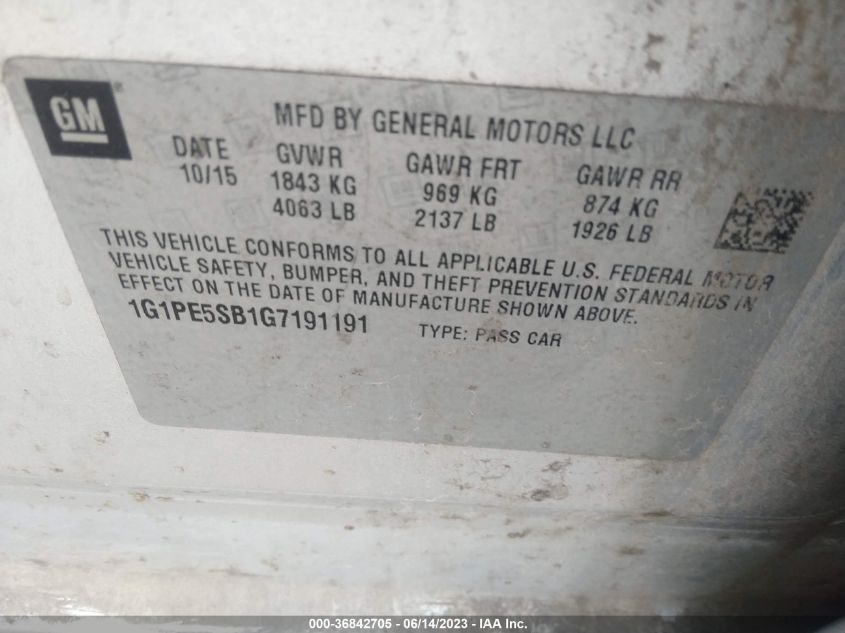 GM
MFD BY GENERAL MOTORS LLC
DATE GVWR GAWR FRT GAWR RR
10/15 1843 KG 969 KG 874 KG
4063 LB 2137 LB 1926 LB
THIS VEHICLE CONFORMS TO ALL APPLICABLE U.S. FEDERAL MOTOR
VEHICLE SAFETY, BUMPER, AND THEFT PREVENTION STANDARDS IN
EFFECT ON THE DATE OF MANUFACTURE SHOWN ABOVE.
1G1PE5SB1G7191191 TYPE: PASS CAR
000-36842705 - 06/14/2023 - IAA Inc.